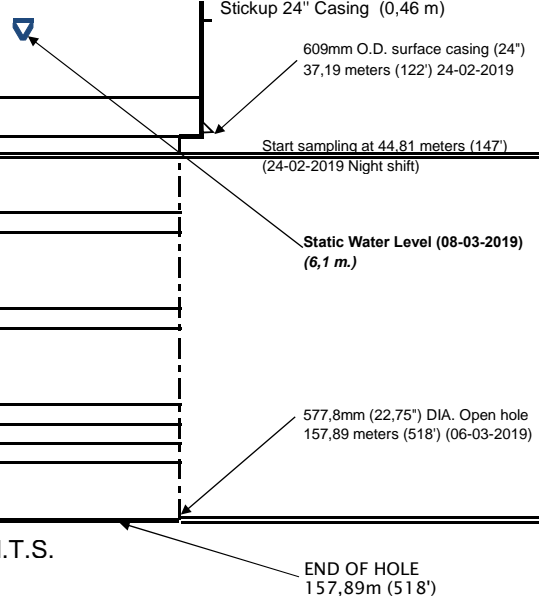 Stickup 24" Casing (0,46 m)
609mm O.D. surface casing (24")
37,19 meters (122') 24-02-2019
Start sampling at 44,81 meters (147')
(24-02-2019 Night shift)
Static Water Level (08-03-2019)
(6,1 m.)
577,8mm (22,75") DIA. Open hole
157,89 meters (518') (06-03-2019)
.T.S.
END OF HOLE
157,89m (518')